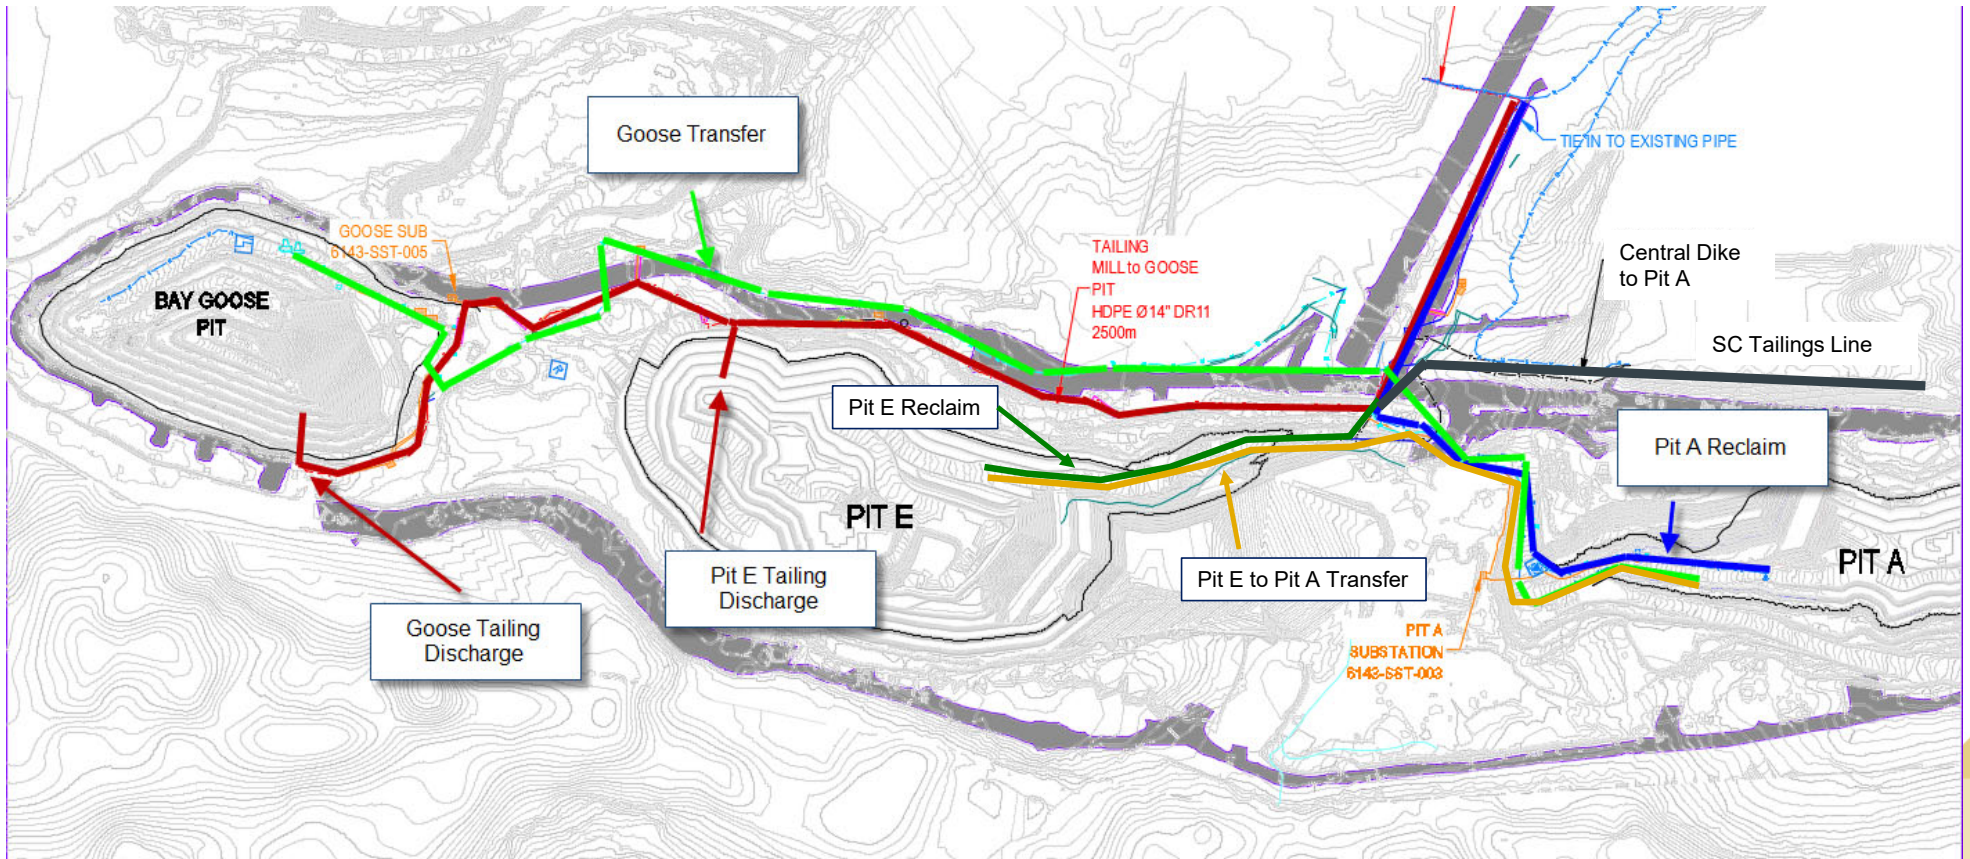 Goose Transfer
TIE IN TO EXISTING PIPE
GOOSE SUB
6143-SST-005
TAILING
MILL to GOOSE
PIT
HDPE Ø14" DR11
2500m
Central Dike
to Pit A
BAY GOOSE
PIT
SC Tailings Line
Pit E Reclaim
Pit A Reclaim
PIT E
PIT A
Pit E Tailing
Discharge
Pit E to Pit A Transfer
Goose Tailing
Discharge
PIT A
SUBSTATION
6143-SST-003